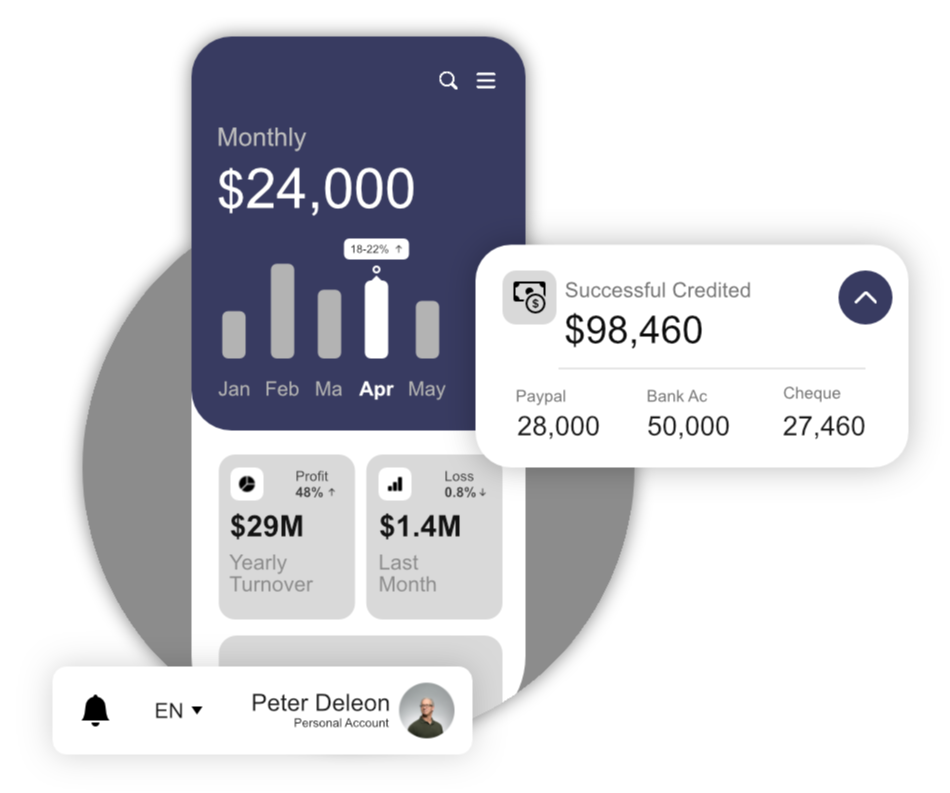 Monthly
$24,000
18-22% ↑
Jan Feb Ma Apr May
Successful Credited
$98,460
Paypal Bank Ac Cheque
28,000 50,000 27,460
Profit
48% ↑
$29M
Yearly
Turnover
Loss
0.8% ↓
$1.4M
Last
Month
EN
Peter Deleon
Personal Account